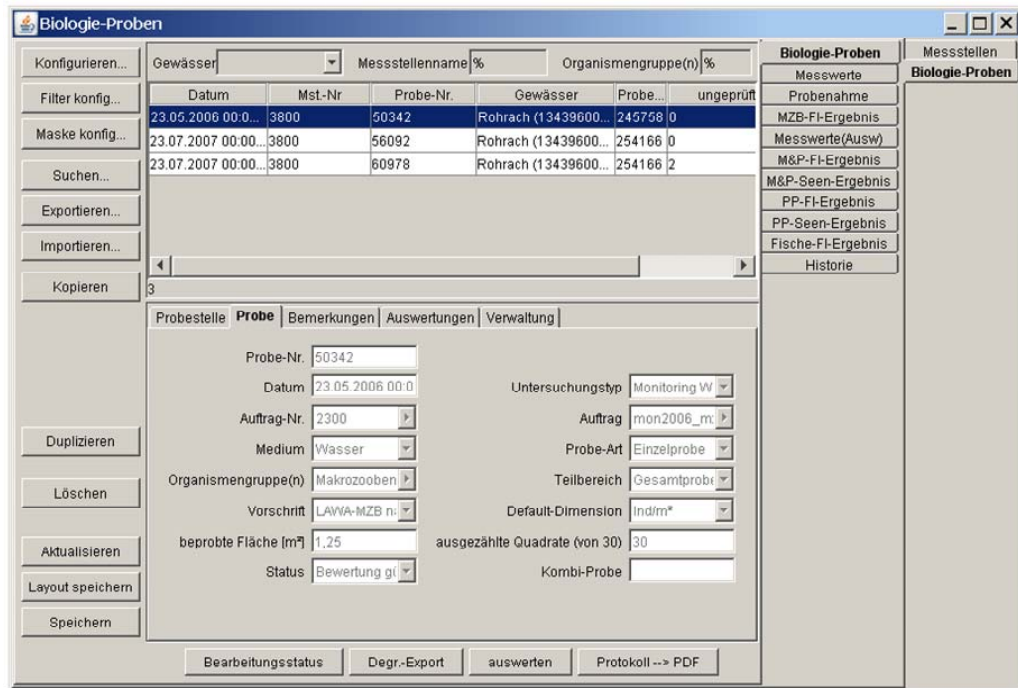 Biologie-Proben
Konfigurieren...
Filter konfig...
Maske konfig...
Suchen...
Exportieren...
Importieren...
Kopieren
Duplizieren
Löschen
Aktualisieren
Layout speichern
Speichern
Gewässer Messstellenname % Organismengruppe(n) %
Datum Mst.-Nr Probe-Nr. Gewässer Probe... ungeprüft
23.05.2006 00:0... 3800 50342 Rohrach (13439600... 245758 0
23.07.2007 00:00... 3800 56092 Rohrach (13439600... 254166 0
23.07.2007 00:00... 3800 60978 Rohrach (13439600... 254166 2
3
Probestelle Probe Bemerkungen Auswertungen Verwaltung
Probe-Nr. 50342
Datum 23.05.2006 00:0 Untersuchungstyp Monitoring W
Auftrag-Nr. 2300 Auftrag mon2006_m
Medium Wasser Probe-Art Einzelprobe
Organismengruppe(n) Makrozooben Teilbereich Gesamtprobe
Vorschrift LAWA-MZB n Default-Dimension Ind/m*
beprobte Fläche [m²] 1,25 ausgezählte Quadrate (von 30) 30
Status Bewertung gü Kombi-Probe
Bearbeitungsstatus Degr.-Export auswerten Protokoll --> PDF
Biologie-Proben
Messwerte
Probenahme
MZB-FI-Ergebnis
Messwerte(Ausw)
M&P-FI-Ergebnis
M&P-Seen-Ergebnis
PP-FI-Ergebnis
PP-Seen-Ergebnis
Fische-FI-Ergebnis
Historie
Messstellen
Biologie-Proben